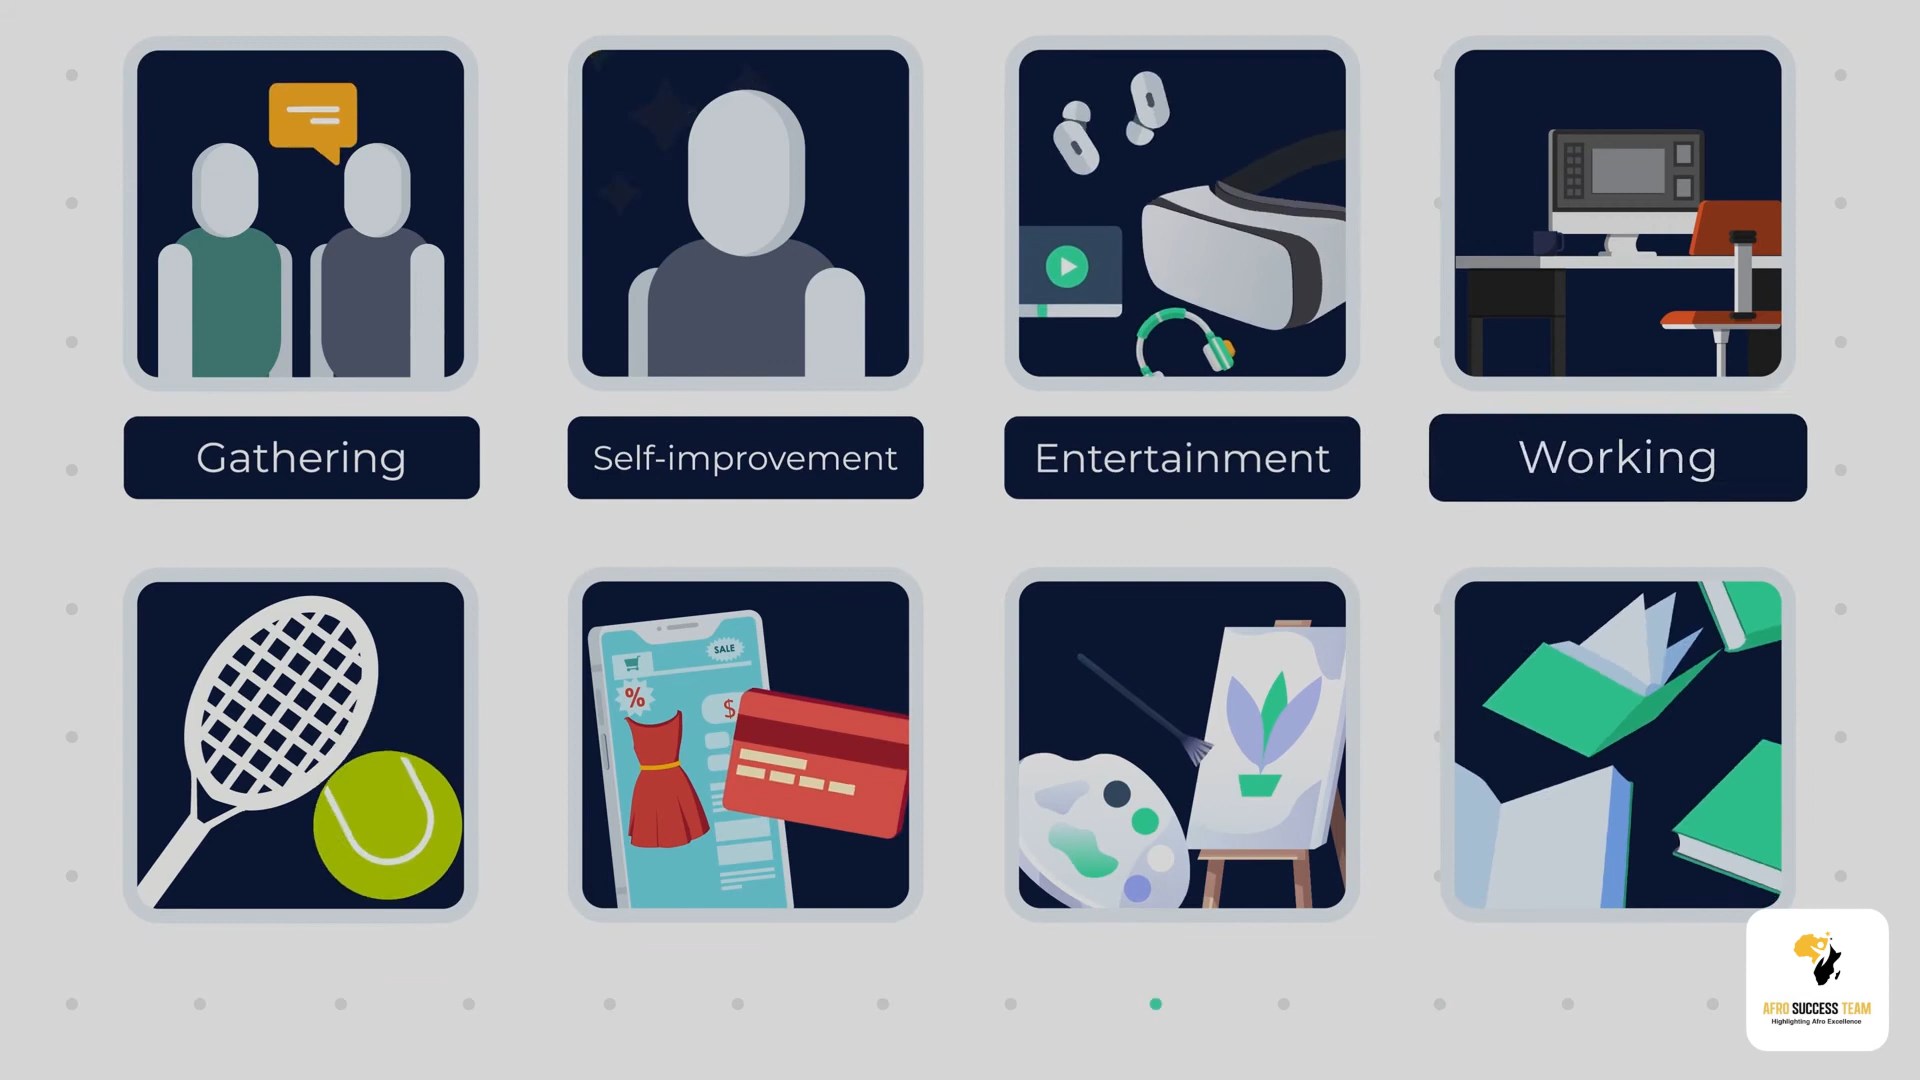 Gathering
Self-improvement
Entertainment
Working
SALE
%
$
AFRO SUCCESS TEAM
Highlighting Afro Excellence